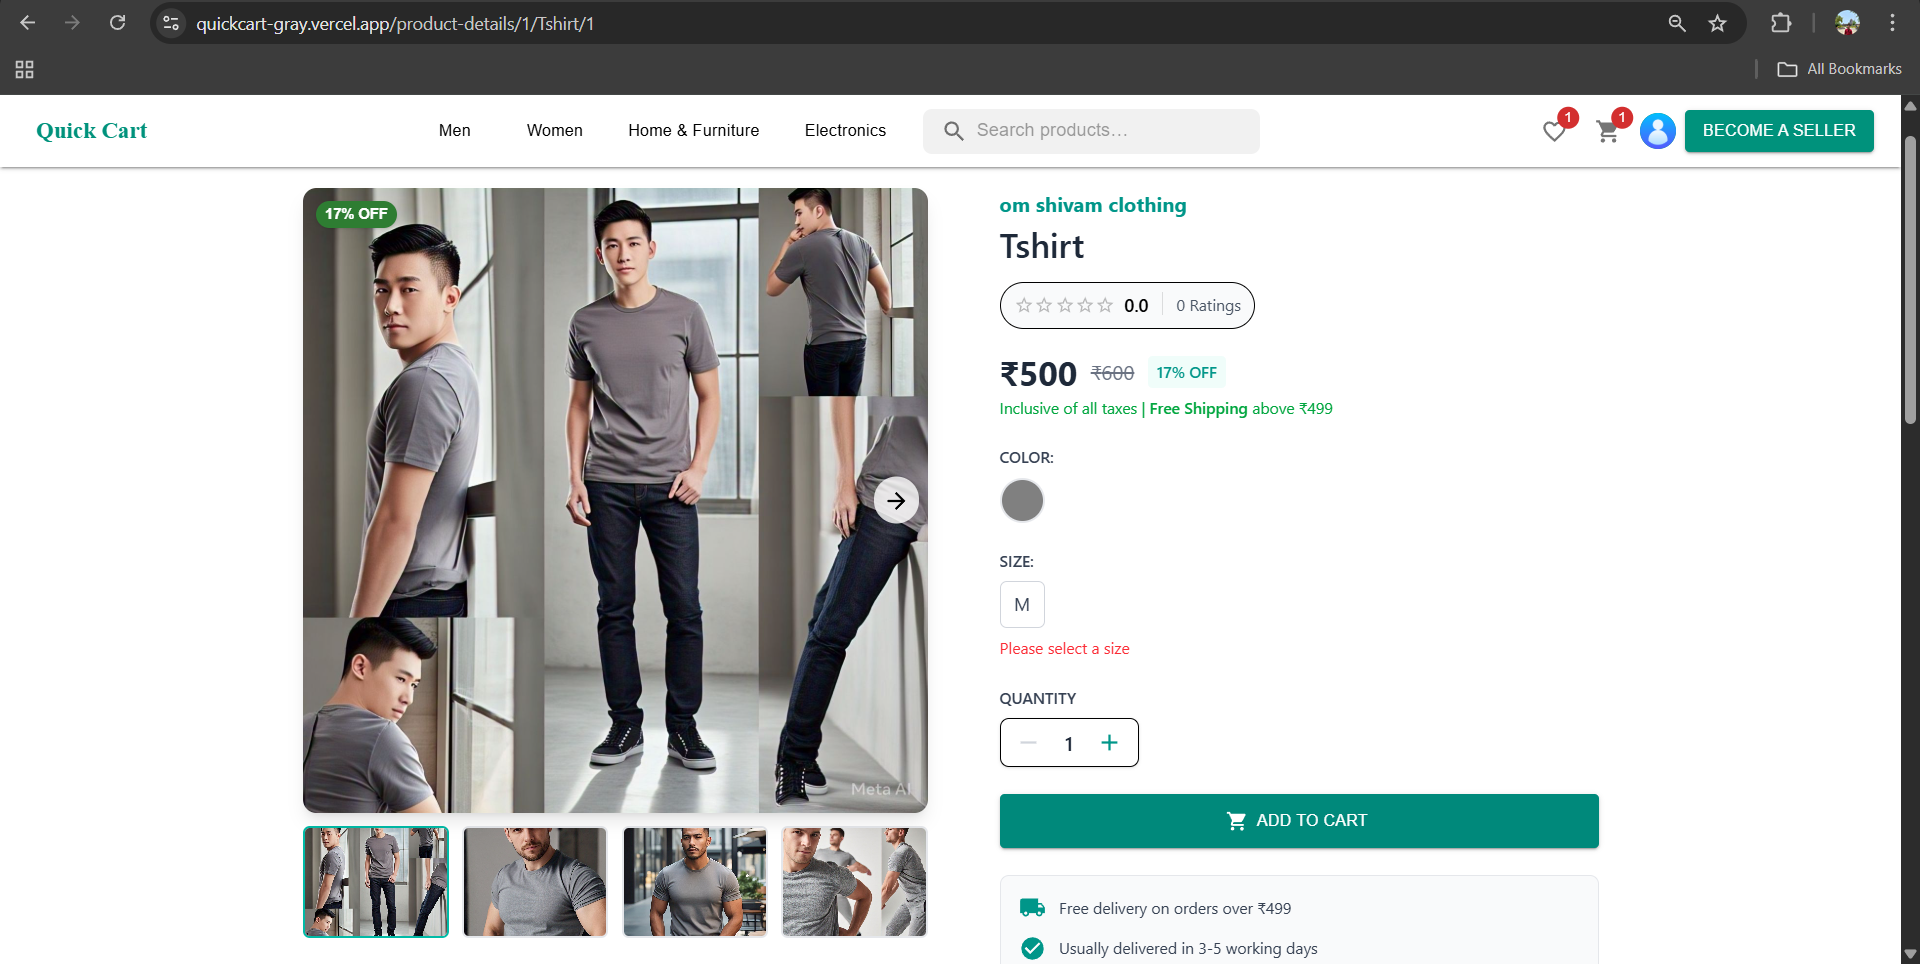 quickcart-gray.vercel.app/product-details/1/Tshirt/1
All Bookmarks
Quick Cart
Men
Women
Home & Furniture
Electronics
Search products...
1
1
BECOME A SELLER
17% OFF
Meta AI
om shivam clothing
Tshirt
0.0 0 Ratings
₹500 ₹600 17% OFF
Inclusive of all taxes | Free Shipping above ₹499
COLOR:
SIZE:
M
Please select a size
QUANTITY
1
ADD TO CART
Free delivery on orders over ₹499
Usually delivered in 3-5 working days